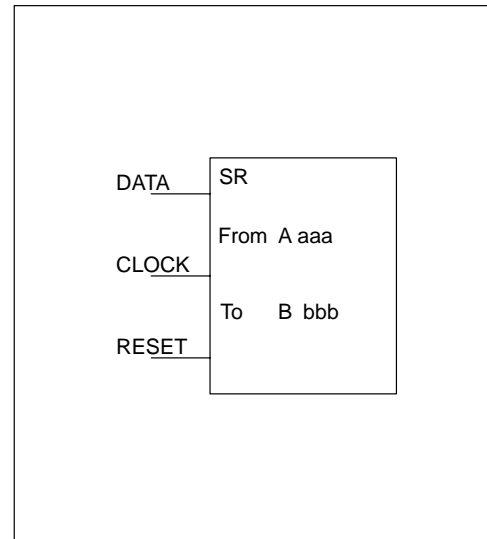 DATA
SR
From A aaa
CLOCK
To B bbb
RESET